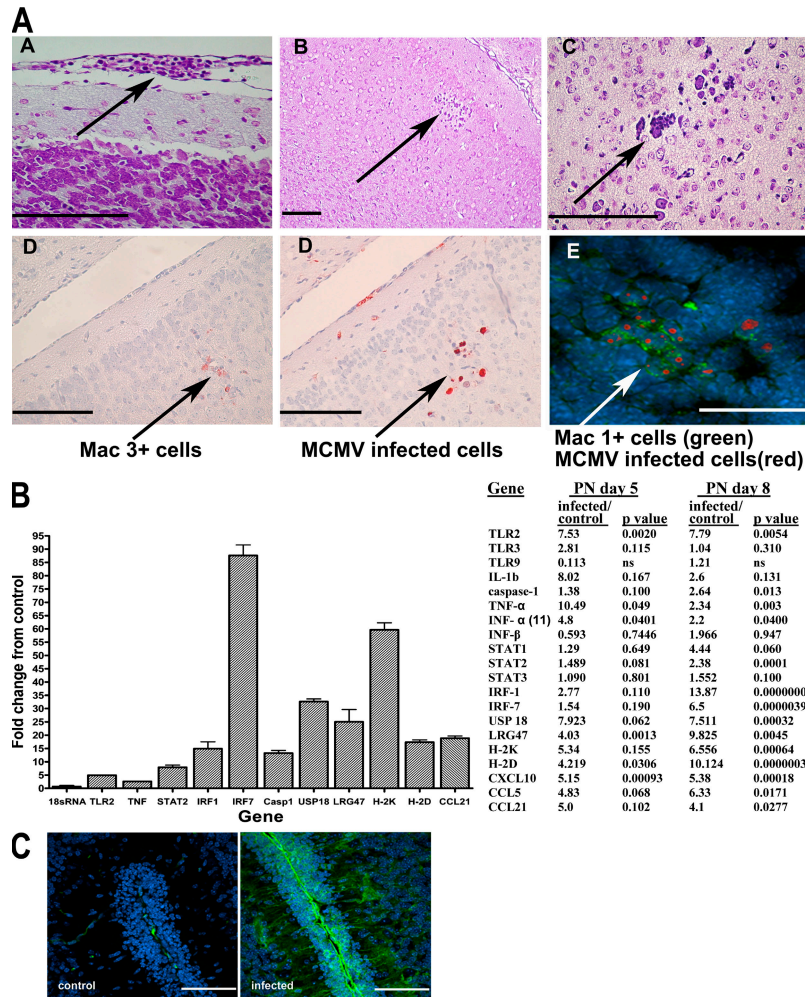 A
A
B
C
D
D
E
Mac 3+ cells
MCMV infected cells
Mac 1+ cells (green)
MCMV infected cells(red)
B
Fold change from control
95
90
85
80
75
70
65
60
55
50
45
40
35
30
25
20
15
10
5
0
18sRNA TLR2 TNF STAT2 IRF1 IRF7 Casp1 USP18 LRG47 H-2K H-2D CCL21
Gene
Gene PN day 5 PN day 8
infected/ control p value infected/ control p value
TLR2 7.53 0.0020 7.79 0.0054
TLR3 2.81 0.115 1.04 0.310
TLR9 0.113 ns 1.21 ns
IL-1b 8.02 0.167 2.6 0.131
caspase-1 1.38 0.100 2.64 0.013
TNF-α 10.49 0.049 2.34 0.003
INF- α (11) 4.8 0.0401 2.2 0.0400
INF-β 0.593 0.7446 1.966 0.947
STAT1 1.29 0.649 4.44 0.060
STAT2 1.489 0.081 2.38 0.0001
STAT3 1.090 0.801 1.552 0.100
IRF-1 2.77 0.110 13.87 0.0000000
IRF-7 1.54 0.190 6.5 0.0000039
USP 18 7.923 0.062 7.511 0.00032
LRG47 4.03 0.0013 9.825 0.0045
H-2K 5.34 0.155 6.556 0.00064
H-2D 4.219 0.0306 10.124 0.0000003
CXCL10 5.15 0.00093 5.38 0.00018
CCL5 4.83 0.068 6.33 0.0171
CCL21 5.0 0.102 4.1 0.0277
C
control
infected